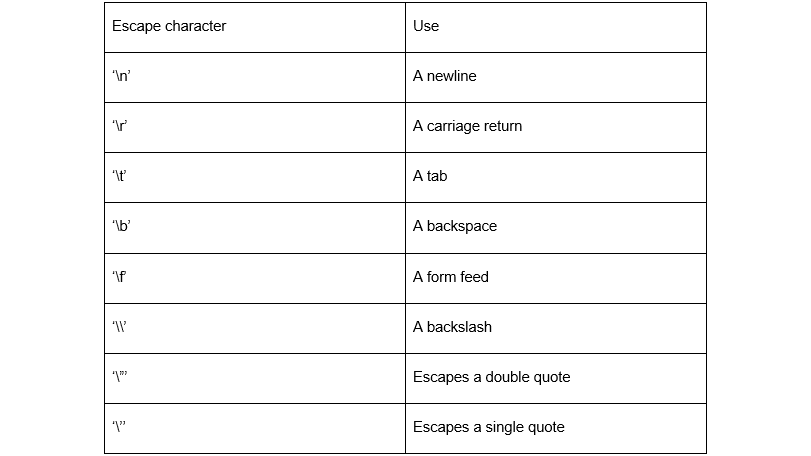 Escape character Use
‘\n’ A newline
‘\r’ A carriage return
‘\t’ A tab
‘\b’ A backspace
‘\f’ A form feed
‘\\’ A backslash
‘\”’ Escapes a double quote
‘\’’ Escapes a single quote